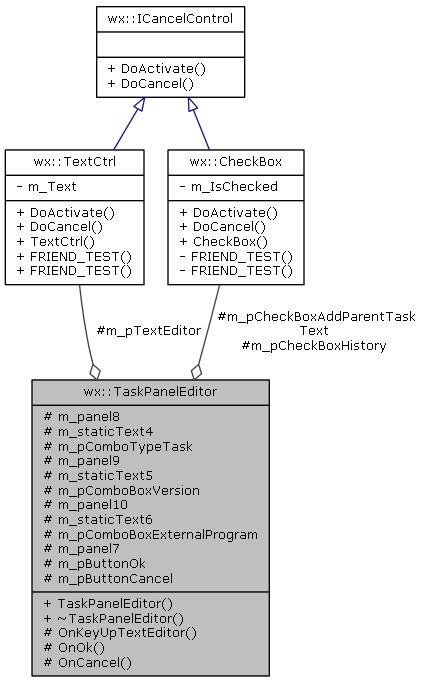 wx::ICancelControl
+ DoActivate()
+ DoCancel()
wx::TextCtrl
- m_Text
+ DoActivate()
+ DoCancel()
+ TextCtrl()
+ FRIEND_TEST()
+ FRIEND_TEST()
wx::CheckBox
- m_IsChecked
+ DoActivate()
+ DoCancel()
+ CheckBox()
- FRIEND_TEST()
- FRIEND_TEST()
#m_pTextEditor
#m_pCheckBoxAddParentTask
Text
#m_pCheckBoxHistory
wx::TaskPanelEditor
# m_panel8
# m_staticText4
# m_pComboTypeTask
# m_panel9
# m_staticText5
# m_pComboBoxVersion
# m_panel10
# m_staticText6
# m_pComboBoxExternalProgram
# m_panel7
# m_pButtonOk
# m_pButtonCancel
+ TaskPanelEditor()
+ ~TaskPanelEditor()
# OnKeyUpTextEditor()
# OnOk()
# OnCancel()